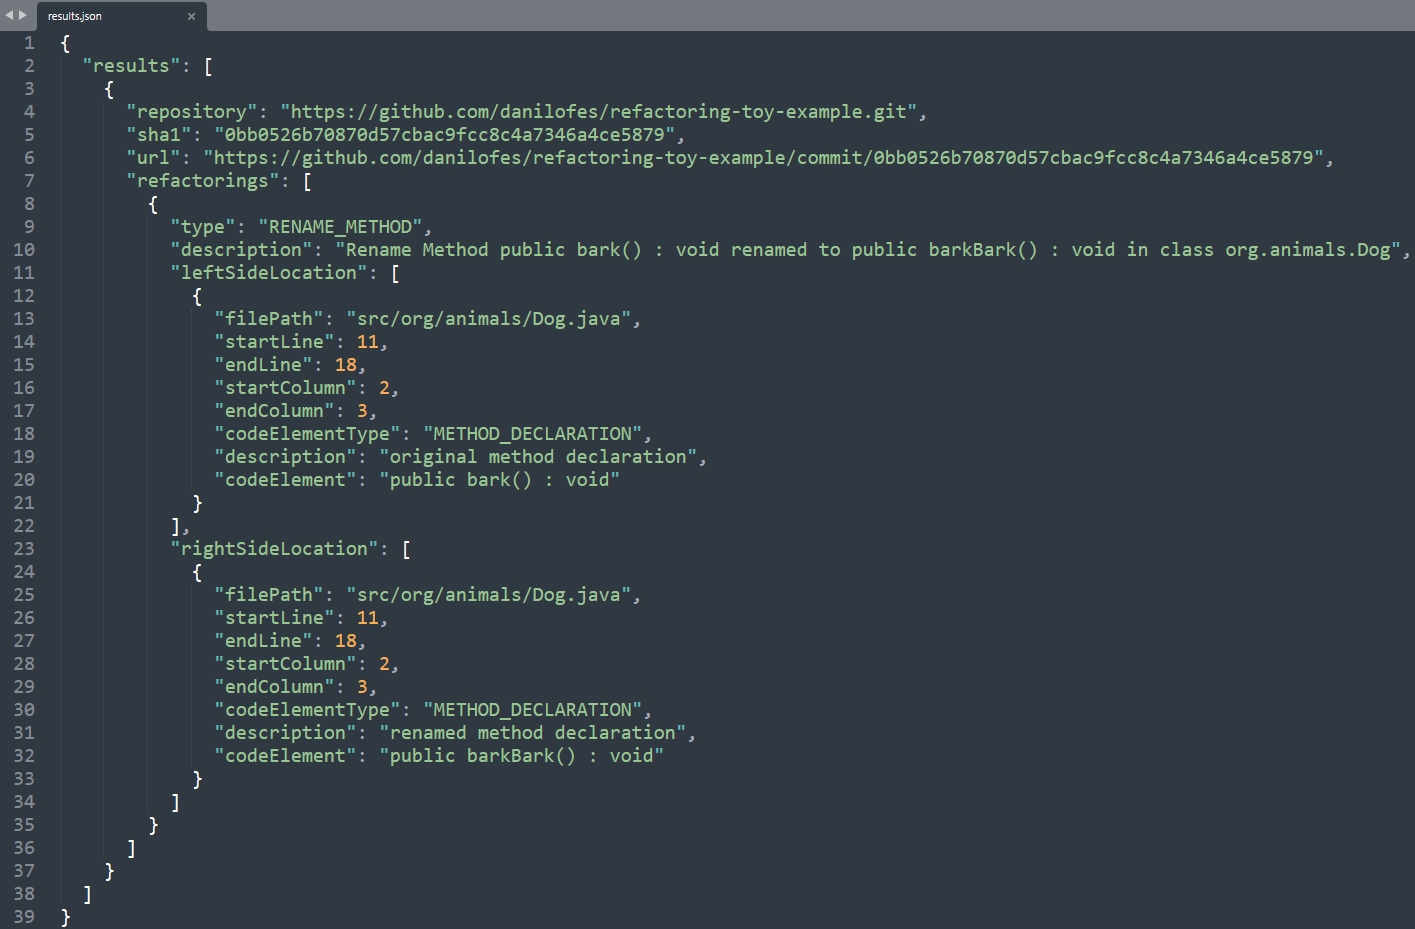 results.json ×
1 {
2   "results": [
3     {
4       "repository": "https://github.com/danilofes/refactoring-toy-example.git",
5       "sha1": "0bb0526b70870d57cbac9fcc8c4a7346a4ce5879",
6       "url": "https://github.com/danilofes/refactoring-toy-example/commit/0bb0526b70870d57cbac9fcc8c4a7346a4ce5879",
7       "refactorings": [
8         {
9           "type": "RENAME_METHOD",
10           "description": "Rename Method public bark() : void renamed to public barkBark() : void in class org.animals.Dog",
11           "leftSideLocation": [
12             {
13               "filePath": "src/org/animals/Dog.java",
14               "startLine": 11,
15               "endLine": 18,
16               "startColumn": 2,
17               "endColumn": 3,
18               "codeElementType": "METHOD_DECLARATION",
19               "description": "original method declaration",
20               "codeElement": "public bark() : void"
21             }
22           ],
23           "rightSideLocation": [
24             {
25               "filePath": "src/org/animals/Dog.java",
26               "startLine": 11,
27               "endLine": 18,
28               "startColumn": 2,
29               "endColumn": 3,
30               "codeElementType": "METHOD_DECLARATION",
31               "description": "renamed method declaration",
32               "codeElement": "public barkBark() : void"
33             }
34           ]
35         }
36       ]
37     }
38   ]
39 }